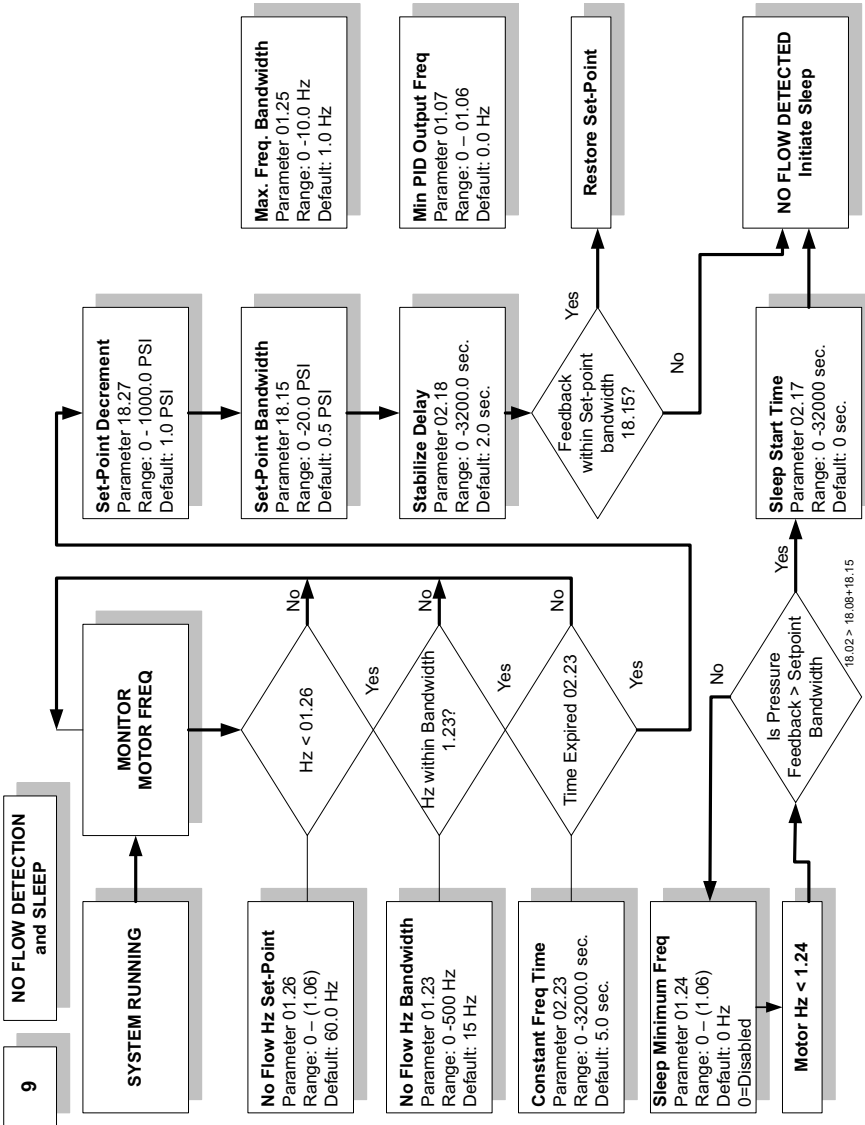 9
NO FLOW DETECTION
and SLEEP
SYSTEM RUNNING
MONITOR
MOTOR FREQ
No Flow Hz Set-Point
Parameter 01.26
Range: 0 – (1.06)
Default: 60.0 Hz
Hz < 01.26
No
Yes
No Flow Hz Bandwidth
Parameter 01.23
Range: 0 -500 Hz
Default: 15 Hz
Hz within Bandwidth
1.23?
No
Yes
Constant Freq Time
Parameter 02.23
Range: 0 -3200.0 sec.
Default: 5.0 sec.
Time Expired 02.23
No
Yes
Set-Point Decrement
Parameter 18.27
Range: 0 - 1000.0 PSI
Default: 1.0 PSI
Set-Point Bandwidth
Parameter 18.15
Range: 0 -20.0 PSI
Default: 0.5 PSI
Stabilize Delay
Parameter 02.18
Range: 0 -3200.0 sec.
Default: 2.0 sec.
Feedback
within Set-point
bandwidth
18.15?
Yes
No
Max. Freq. Bandwidth
Parameter 01.25
Range: 0 -10.0 Hz
Default: 1.0 Hz
Min PID Output Freq
Parameter 01.07
Range: 0 – 01.06
Default: 0.0 Hz
Restore Set-Point
Sleep Minimum Freq
Parameter 01.24
Range: 0 – (1.06)
Default: 0 Hz
0=Disabled
Motor Hz < 1.24
No
Is Pressure
Feedback > Setpoint
Bandwidth
Yes
18.02 > 18.08+18.15
Sleep Start Time
Parameter 02.17
Range: 0 -32000 sec.
Default: 0 sec.
NO FLOW DETECTED
Initiate Sleep